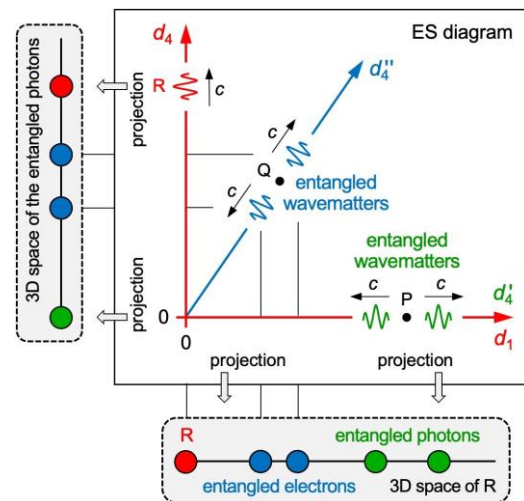 d₄
ES diagram
R
c
d₄″
projection
c
Q
c
entangled
wavematters
entangled
wavematters
c
P
c
d₄′
0
d₁
0
projection
3D space of the entangled photons
projection
projection
R
entangled photons
entangled electrons
3D space of R